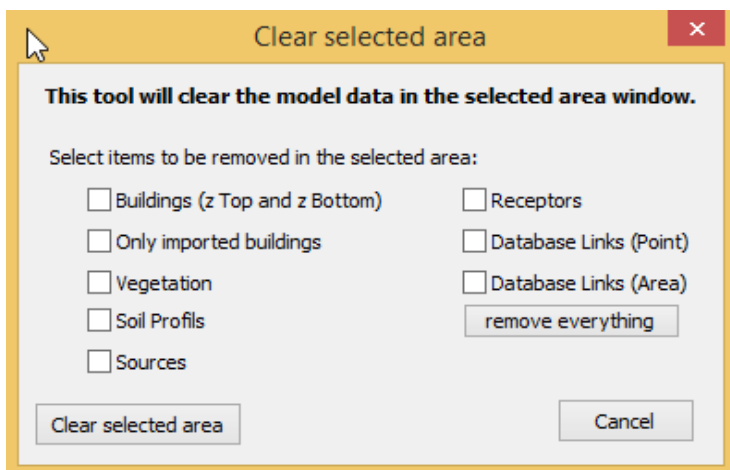 Clear selected area
This tool will clear the model data in the selected area window.
Select items to be removed in the selected area:
Buildings (z Top and z Bottom)
Only imported buildings
Vegetation
Soil Profils
Sources
Receptors
Database Links (Point)
Database Links (Area)
remove everything
Clear selected area
Cancel